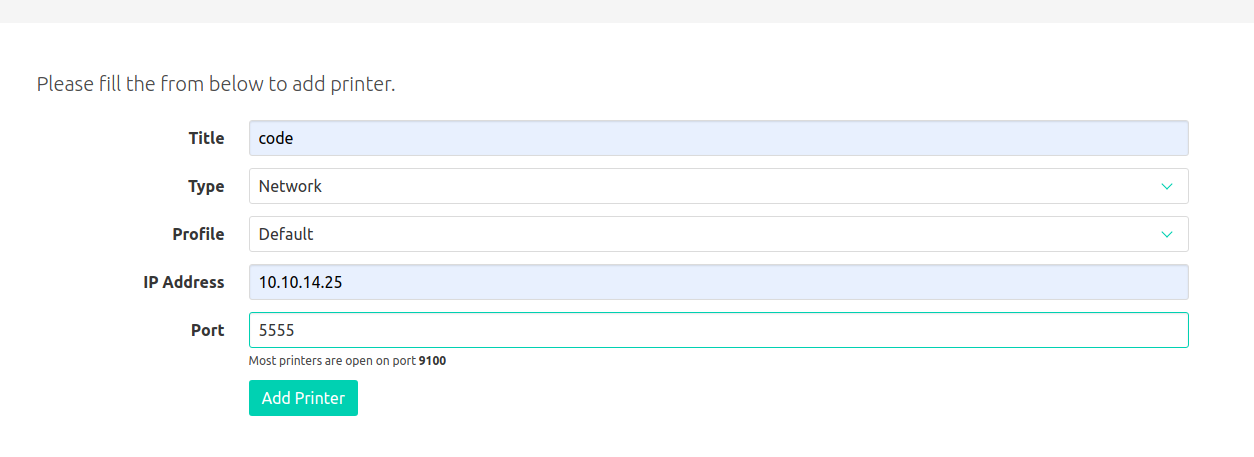 Please fill the from below to add printer.
Title code
Type Network
Profile Default
IP Address 10.10.14.25
Port 5555
Most printers are open on port 9100
Add Printer